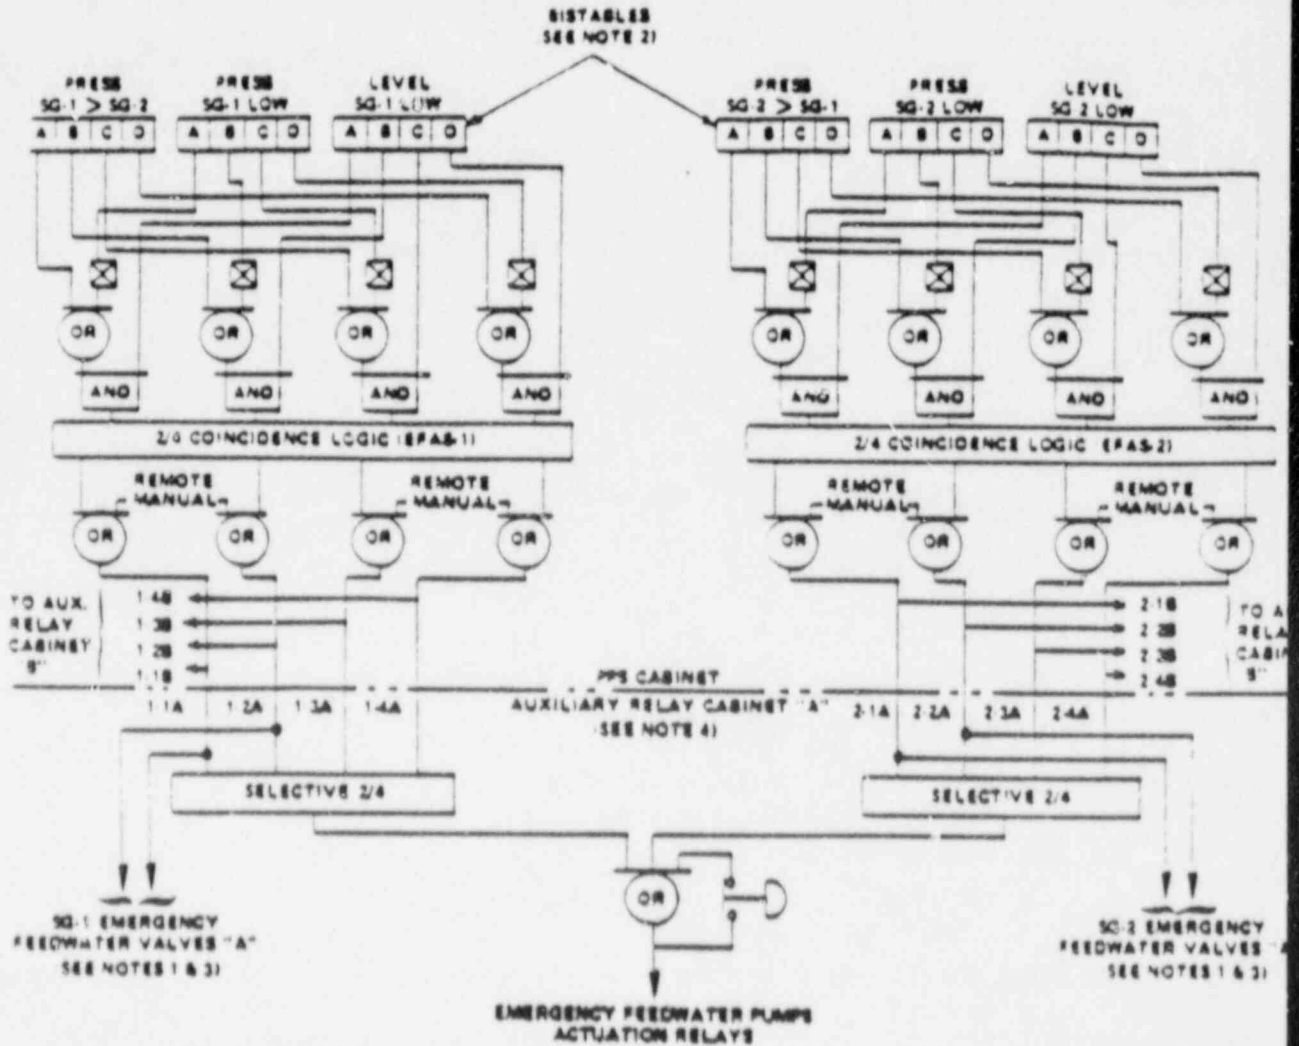 BISTABLES
SEE NOTE 2)
PRESS
SG-1 > SG-2
A B C D
PRESS
SG-1 LOW
A B C D
LEVEL
SG-1 LOW
A B C D
PRESS
SG-2 > SG-1
A B C D
PRESS
SG-2 LOW
A B C D
LEVEL
SG-2 LOW
A B C D
OR OR OR OR
OR OR OR OR
AND AND AND AND
AND AND AND AND
2/4 COINCIDENCE LOGIC (EFAS-1)
2/4 COINCIDENCE LOGIC (EFAS-2)
REMOTE
MANUAL
REMOTE
MANUAL
REMOTE
MANUAL
REMOTE
MANUAL
OR OR OR OR
OR OR OR OR
TO AUX.
RELAY
CABINET
"B"
1-4B
1-3B
1-2B
1-1B
2-1B
2-2B
2-3B
2-4B
TO A
RELA
CABIN
"B"
PPS CABINET
1-1A 1-2A 1-3A 1-4A
AUXILIARY RELAY CABINET "A"
(SEE NOTE 4)
2-1A 2-2A 2-3A 2-4A
SELECTIVE 2/4
SELECTIVE 2/4
OR
SG-1 EMERGENCY
FEEDWATER VALVES "A"
SEE NOTES 1 & 3)
SG-2 EMERGENCY
FEEDWATER VALVES "A
SEE NOTES 1 & 3)
EMERGENCY FEEDWATER PUMPS
ACTUATION RELAYS